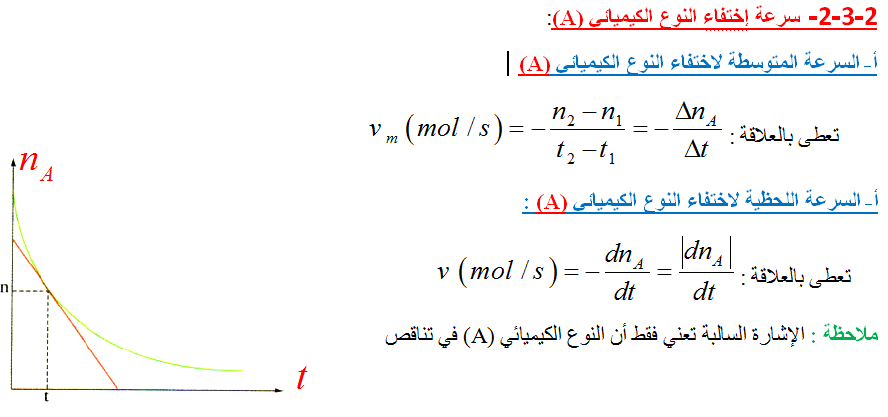 2-3-2- سرعة إختفاء النوع الكيميائي (A):
أ- السرعة المتوسطة لاختفاء النوع الكيميائي (A)
تعطى بالعلاقة : v_m (mol / s) = - (n_2 - n_1)/(t_2 - t_1) = - Δn_A/Δt
أ- السرعة اللحظية لاختفاء النوع الكيميائي (A) :
تعطى بالعلاقة : v (mol / s) = - dn_A/dt = |dn_A|/dt
ملاحظة : الإشارة السالبة تعني فقط أن النوع الكيميائي (A) في تناقص
n_A
n
t
t